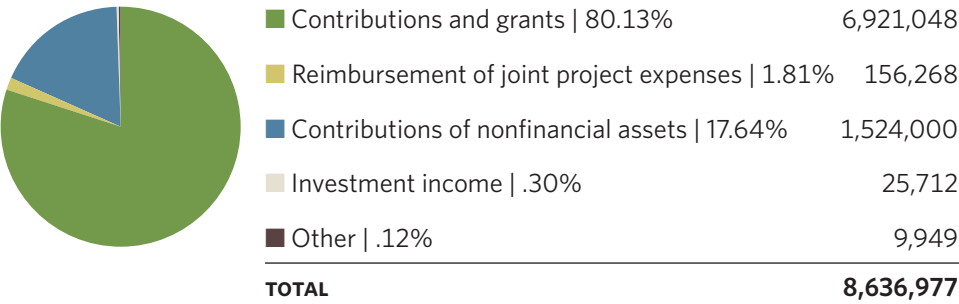 Contributions and grants | 80.13% 6,921,048
Reimbursement of joint project expenses | 1.81% 156,268
Contributions of nonfinancial assets | 17.64% 1,524,000
Investment income | .30% 25,712
Other | .12% 9,949
TOTAL 8,636,977